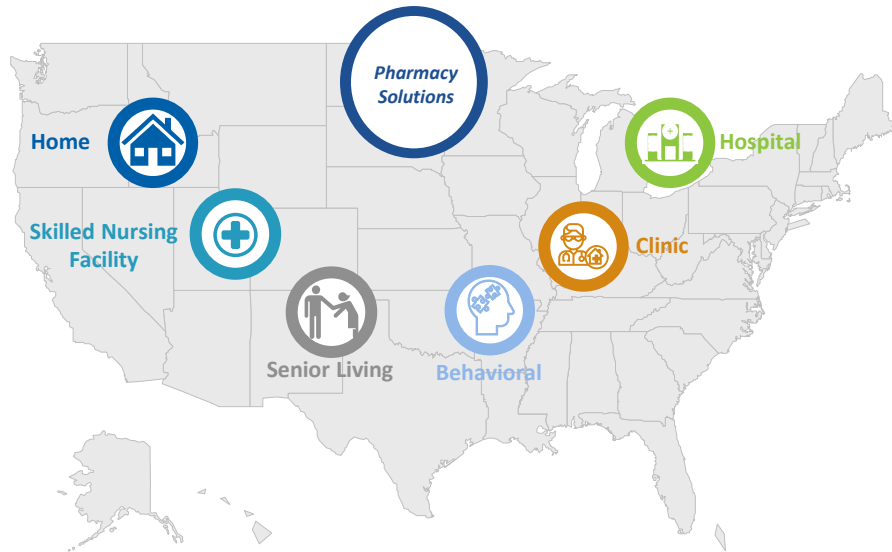 Pharmacy
Solutions
Home
Hospital
Skilled Nursing
Facility
Clinic
Senior Living
Behavioral